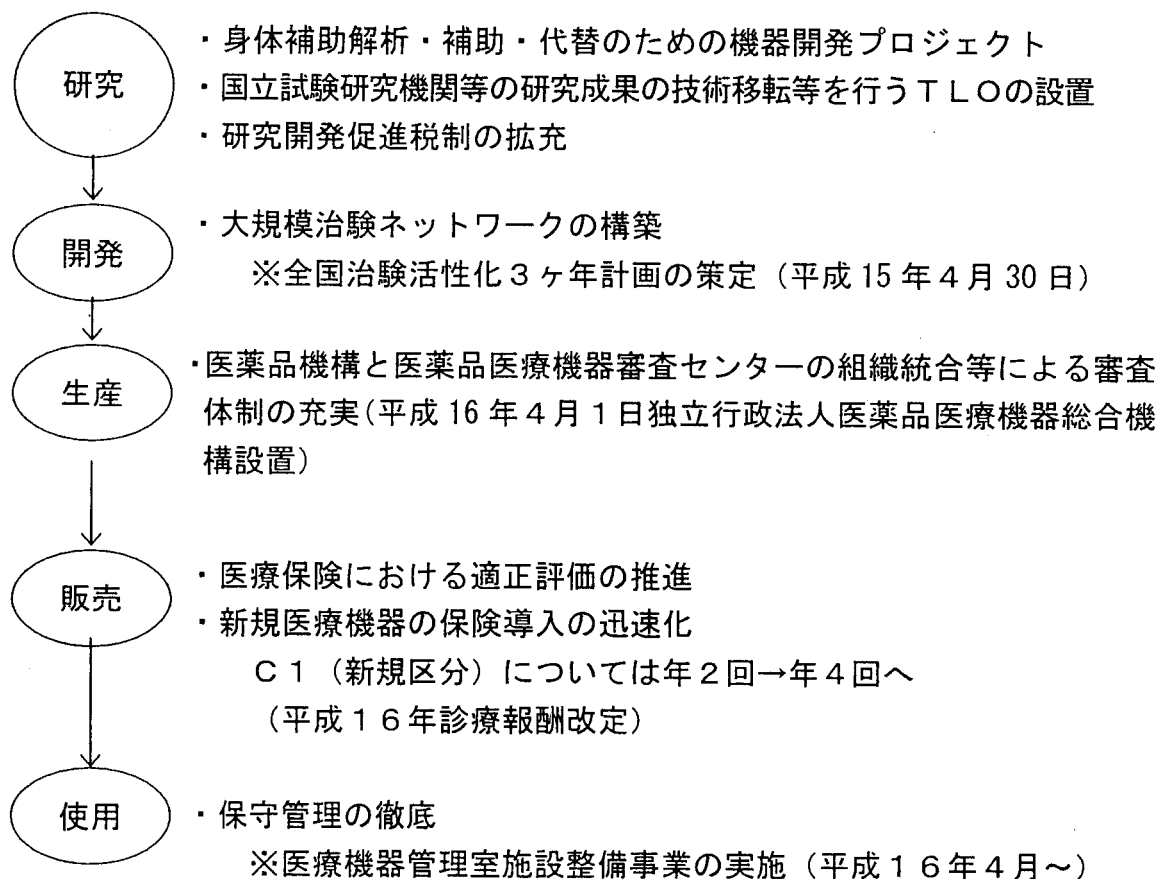 研究
・身体補助解析・補助・代替のための機器開発プロジェクト
・国立試験研究機関等の研究成果の技術移転等を行うＴＬＯの設置
・研究開発促進税制の拡充
開発
・大規模治験ネットワークの構築
※全国治験活性化３ヶ年計画の策定（平成15年４月30日）
生産
・医薬品機構と医薬品医療機器審査センターの組織統合等による審査
体制の充実(平成16年４月１日独立行政法人医薬品医療機器総合機
構設置)
販売
・医療保険における適正評価の推進
・新規医療機器の保険導入の迅速化
Ｃ１（新規区分）については年２回→年４回へ
（平成１６年診療報酬改定）
使用
・保守管理の徹底
※医療機器管理室施設整備事業の実施（平成１６年４月～）